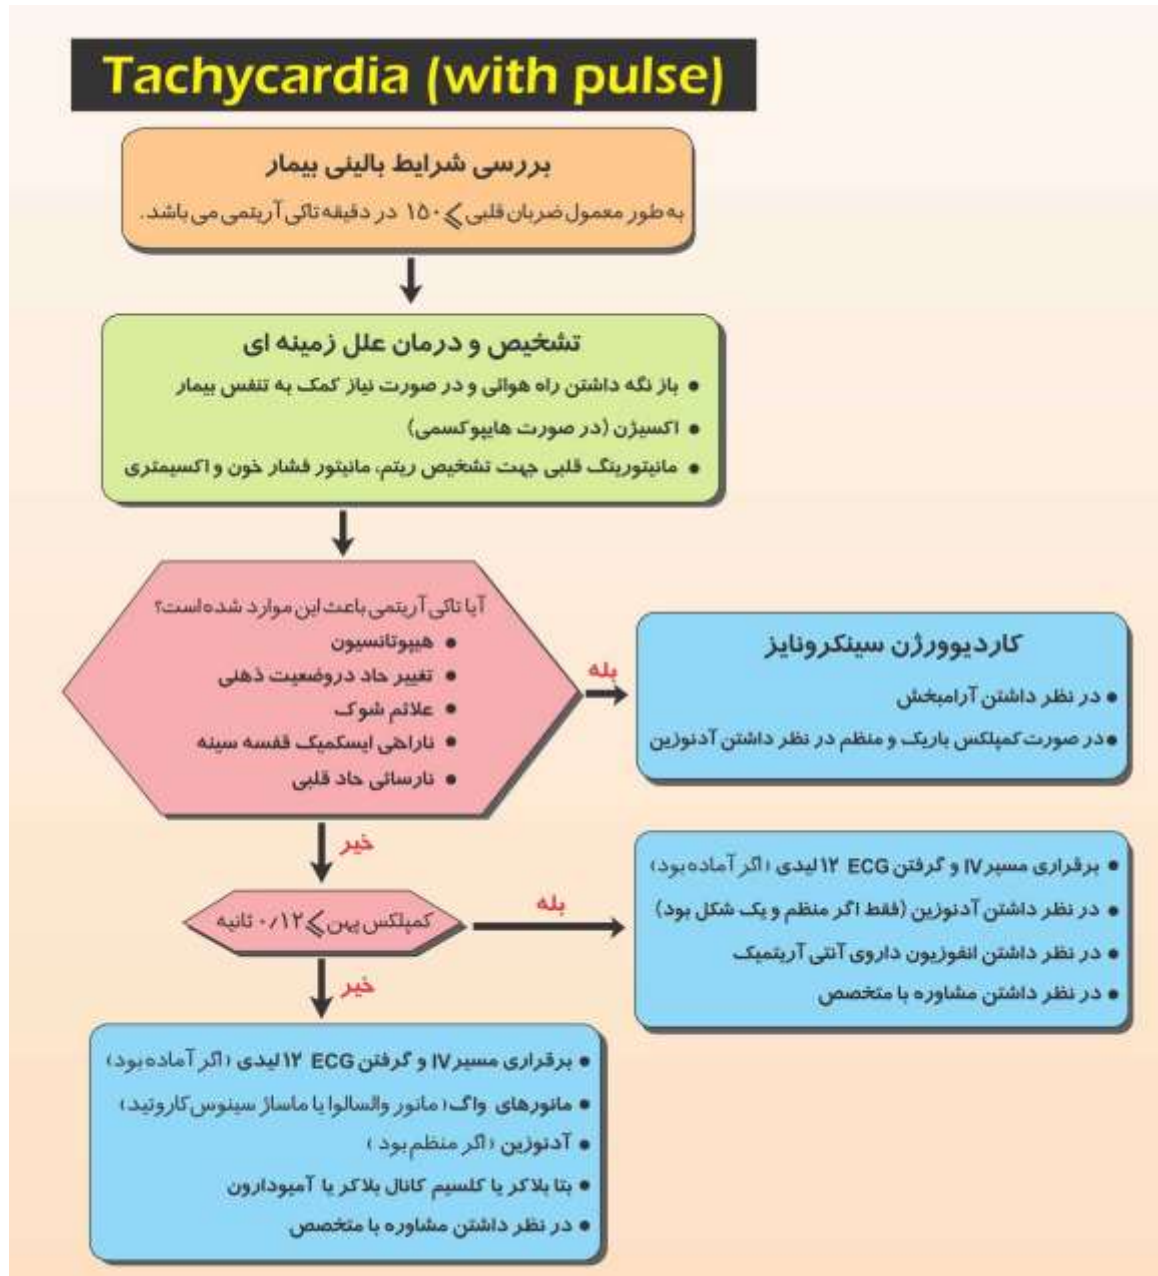 Tachycardia (with pulse)
بررسی شرایط بالینی بیمار
به طور معمول ضربان قلبی ⩾ ۱۵۰ در دقیقه تاکی آریتمی می باشد.
تشخیص و درمان علل زمینه ای
● باز نگه داشتن راه هوائی و در صورت نیاز کمک به تنفس بیمار
● اکسیژن (در صورت هایپوکسمی)
● مانیتورینگ قلبی جهت تشخیص ریتم، مانیتور فشار خون و اکسیمتری
آیا تاکی آریتمی باعث این موارد شده است؟
● هیپوتانسیون
● تغییر حاد در وضعیت ذهنی
● علائم شوک
● ناراحی ایسکمیک قفسه سینه
● نارسائی حاد قلبی
بله
کاردیوورژن سینکرونایز
● در نظر داشتن آرامبخش
● در صورت کمپلکس باریک و منظم در نظر داشتن آدنوزین
خیر
کمپلکس پهن ⩾ ۰/۱۲ ثانیه
بله
● برقراری مسیر IV و گرفتن ECG ۱۲ لیدی (اگر آماده بود)
● در نظر داشتن آدنوزین (فقط اگر منظم و یک شکل بود)
● در نظر داشتن انفوزیون داروی آنتی آریتمیک
● در نظر داشتن مشاوره با متخصص
خیر
● برقراری مسیر IV و گرفتن ECG ۱۲ لیدی (اگر آماده بود)
● مانورهای واگ (مانور والسالوا یا ماساژ سینوس کاروتید)
● آدنوزین (اگر منظم بود)
● بتا بلاکر یا کلسیم کانال بلاکر یا آمیودارون
● در نظر داشتن مشاوره با متخصص